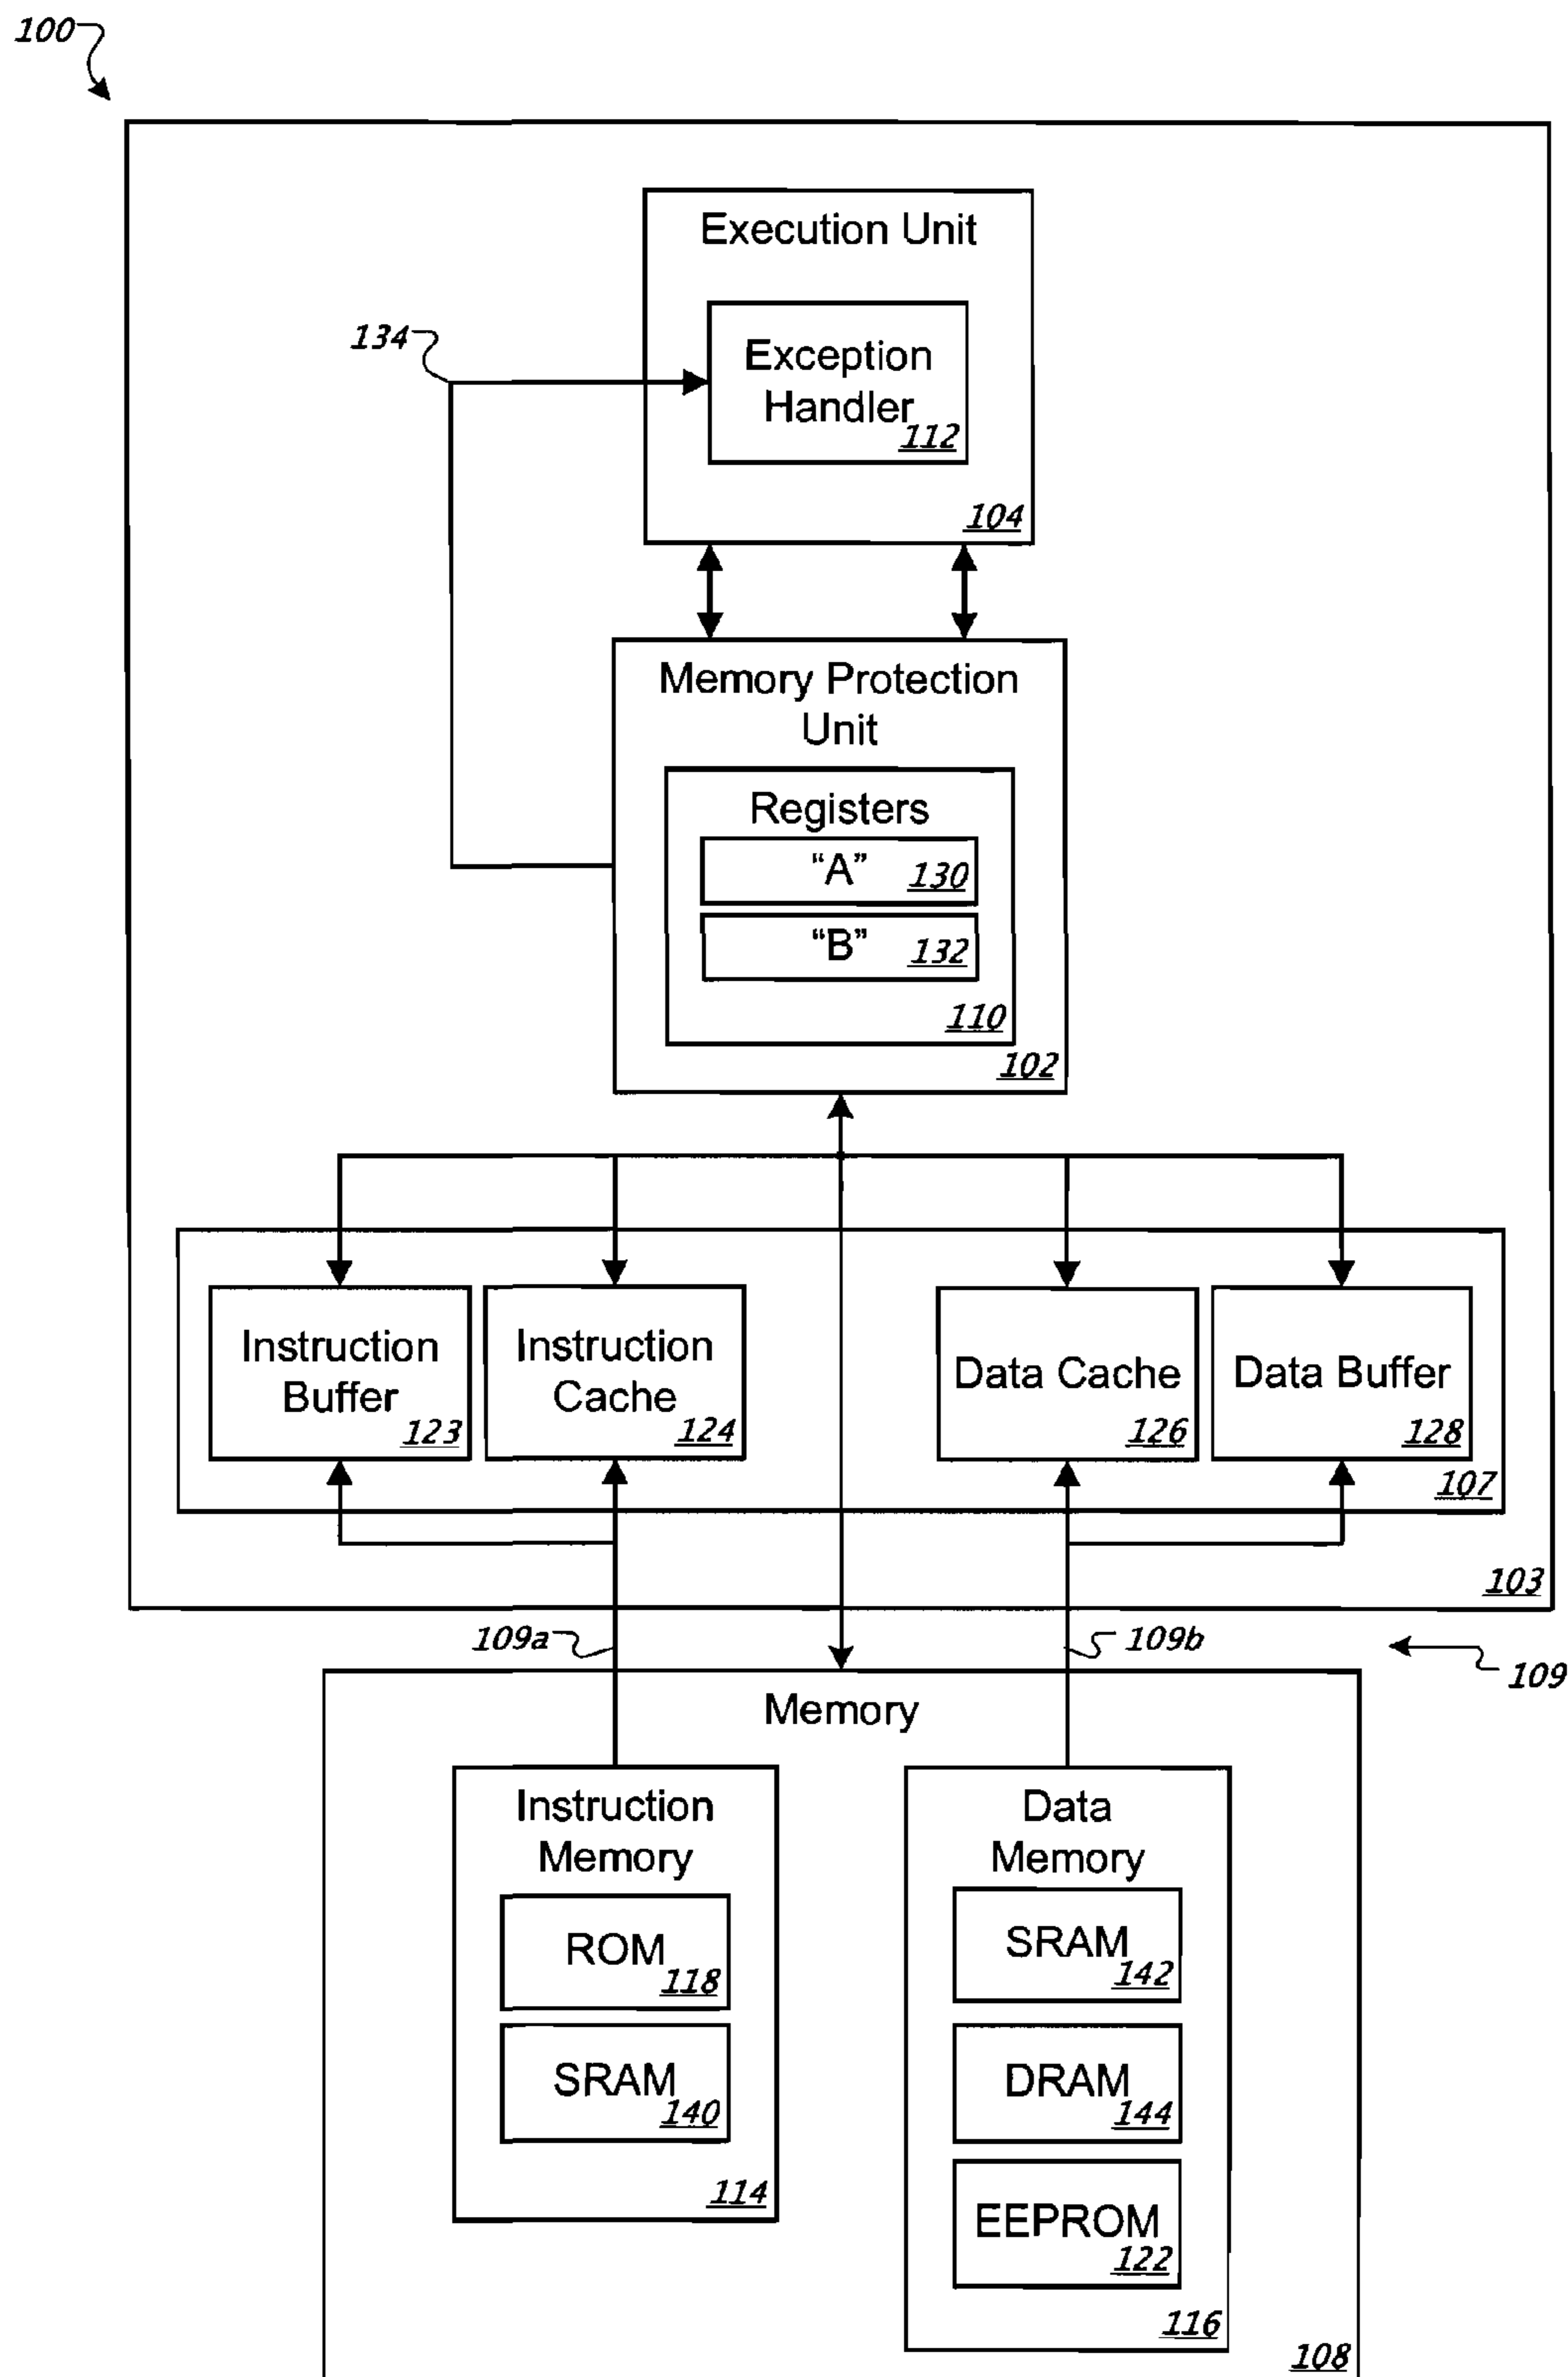 100
Execution Unit
134
Exception
Handler
112
104
Memory Protection
Unit
Registers
“A” 130
“B” 132
110
102
Instruction
Buffer
123
Instruction
Cache
124
Data Cache
126
Data Buffer
128
107
103
109a
109b
109
Memory
Instruction
Memory
ROM
118
SRAM
140
114
Data
Memory
SRAM
142
DRAM
144
EEPROM
122
116
108